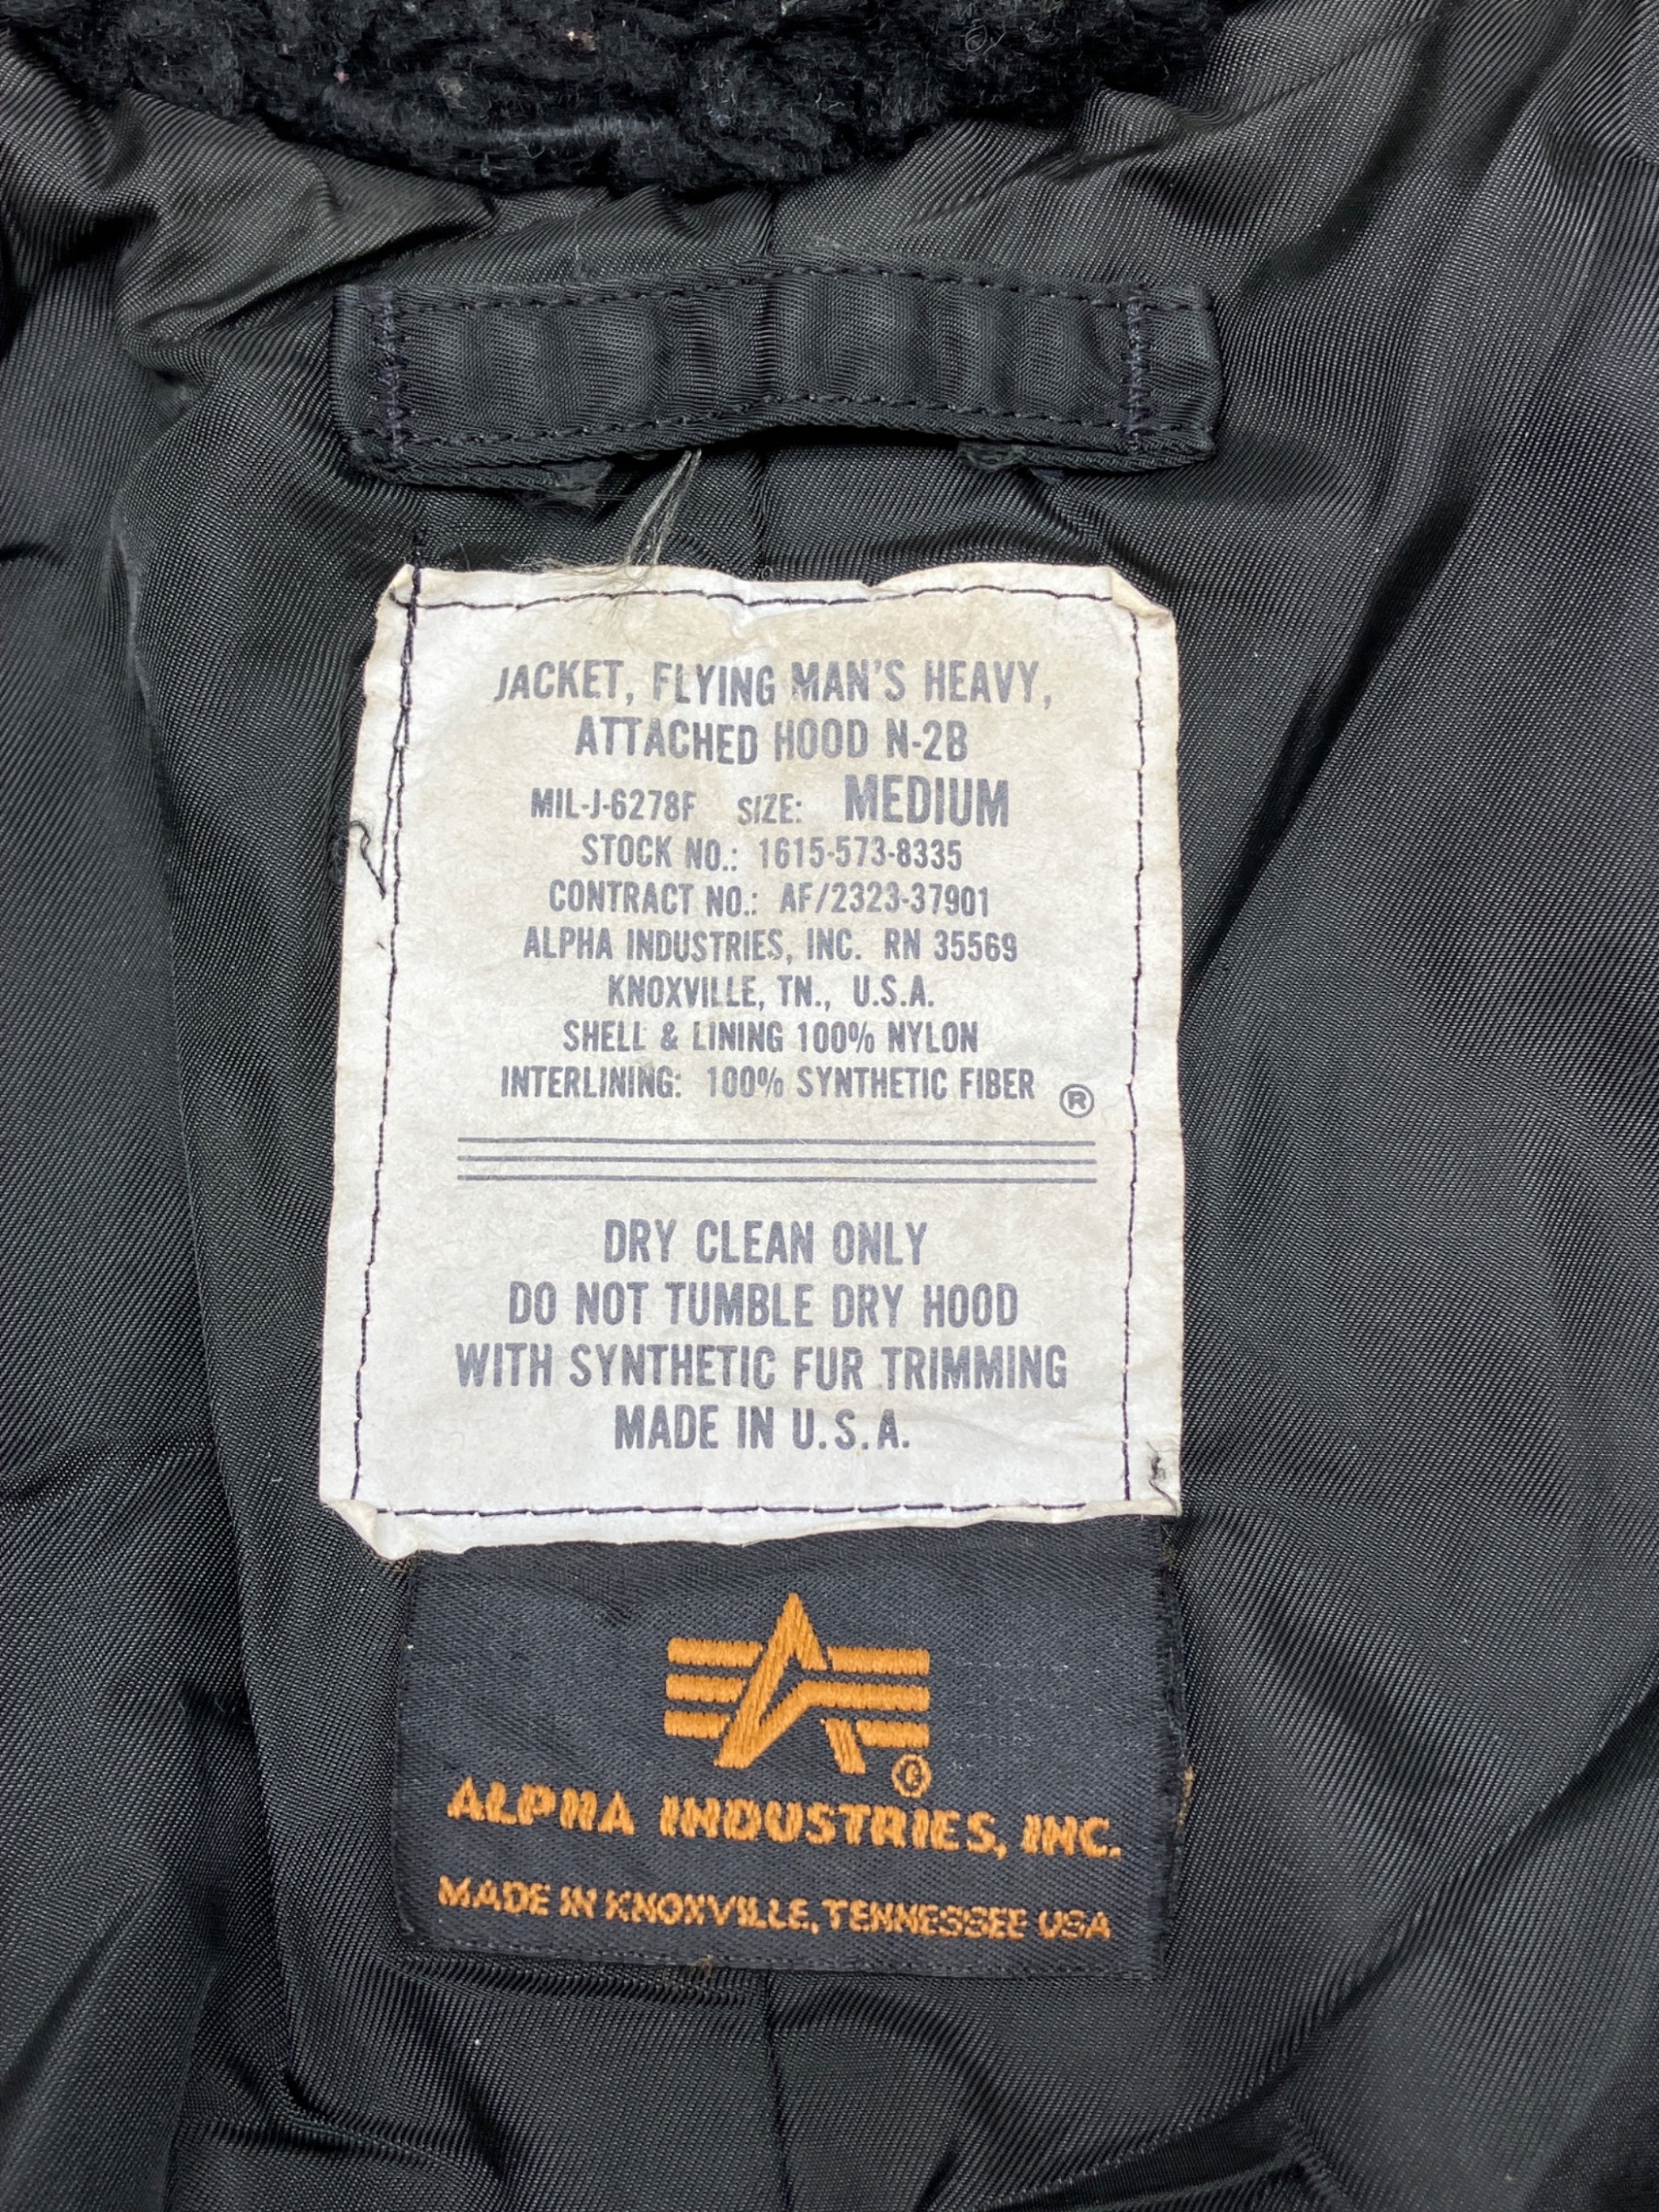 JACKET, FLYING MAN'S HEAVY,
ATTACHED HOOD N-2B
MIL-J-6278F SIZE: MEDIUM
STOCK NO.: 1615-573-8335
CONTRACT NO.: AF/2323-37901
ALPHA INDUSTRIES, INC. RN 35569
KNOXVILLE, TN., U.S.A.
SHELL & LINING 100% NYLON
INTERLINING: 100% SYNTHETIC FIBER ®
DRY CLEAN ONLY
DO NOT TUMBLE DRY HOOD
WITH SYNTHETIC FUR TRIMMING
MADE IN U.S.A.
®
ALPHA INDUSTRIES, INC.
MADE IN KNOXVILLE, TENNESSEE USA